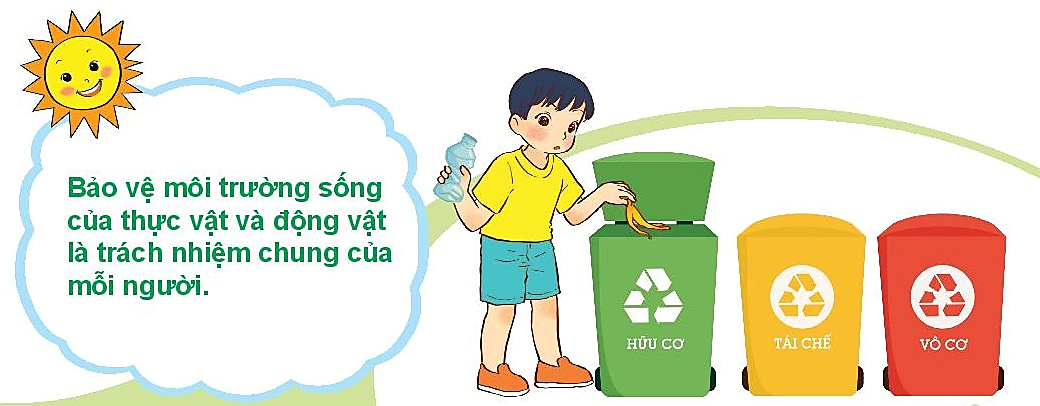 Bảo vệ môi trường sống
của thực vật và động vật
là trách nhiệm chung của
mỗi người.
HỮU CƠ
TÁI CHẾ
VÔ CƠ